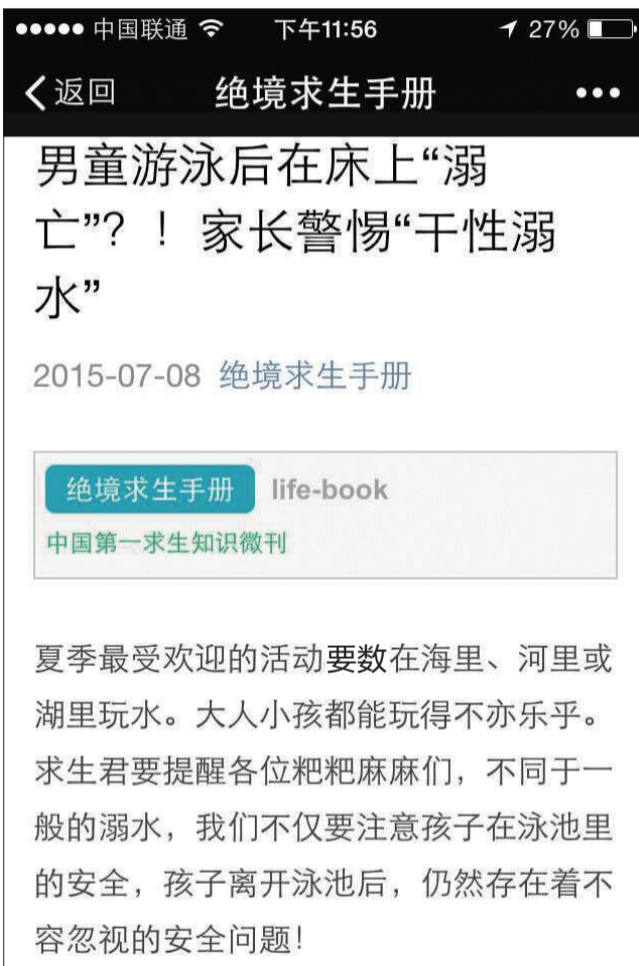 中国联通 下午11:56 27%
返回 绝境求生手册
男童游泳后在床上“溺
亡”？！家长警惕“干性溺
水”
2015-07-08 绝境求生手册
绝境求生手册 life-book
中国第一求生知识微刊
夏季最受欢迎的活动要数在海里、河里或
湖里玩水。大人小孩都能玩得不亦乐乎。
求生君要提醒各位粑粑麻麻们，不同于一
般的溺水，我们不仅要注意孩子在泳池里
的安全，孩子离开泳池后，仍然存在着不
容忽视的安全问题！